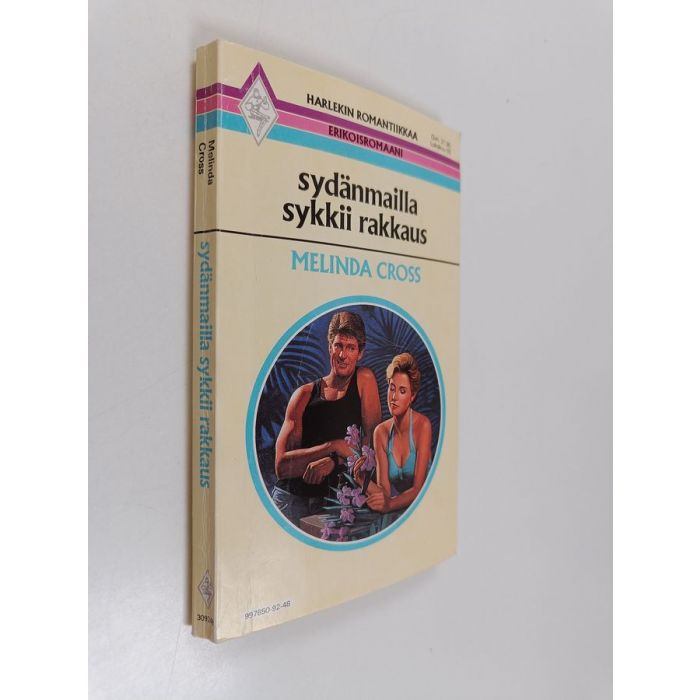 HARLEKIN ROMANTIIKKAA
ERIKOISROMAANI
sydänmailla
sykkii rakkaus
MELINDA CROSS
997650-92-46
Melinda
Cross
sydänmailla sykkii rakkaus